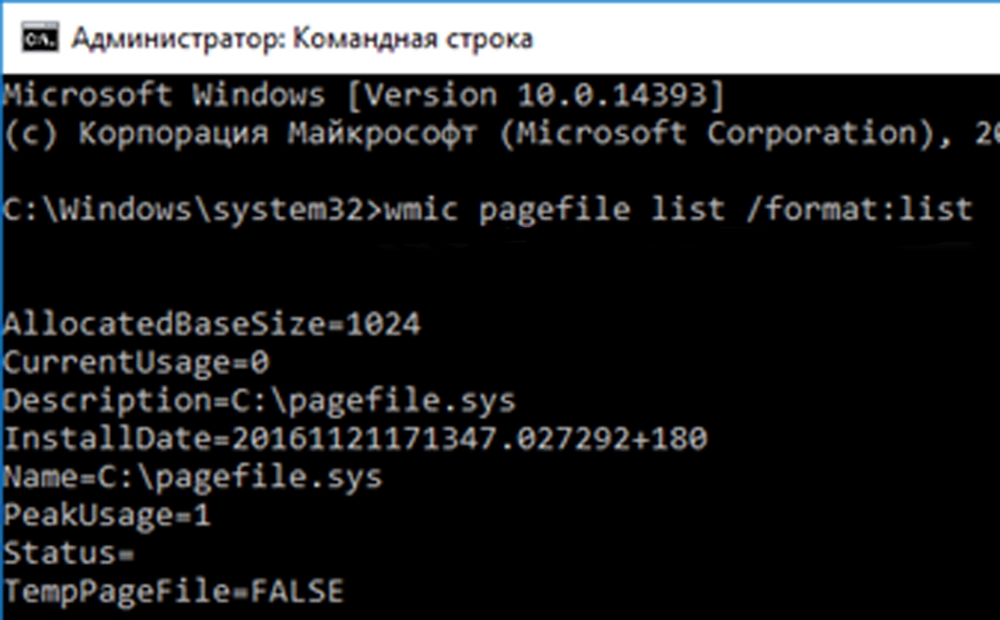 C:\.
Администратор: Командная строка
Microsoft Windows [Version 10.0.14393]
(c) Корпорация Майкрософт (Microsoft Corporation), 20
C:\Windows\system32>wmic pagefile list /format:list
AllocatedBaseSize=1024
CurrentUsage=0
Description=C:\pagefile.sys
InstallDate=20161121171347.027292+180
Name=C:\pagefile.sys
PeakUsage=1
Status=
TempPageFile=FALSE